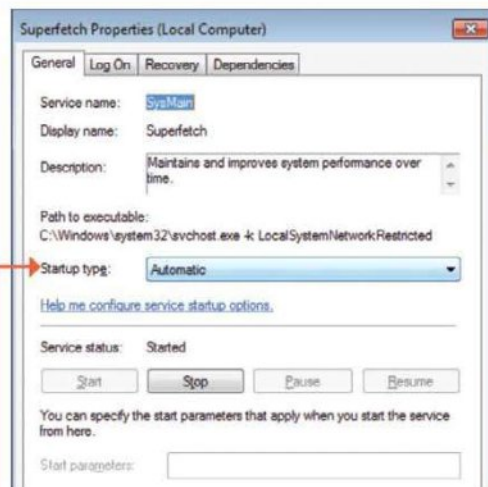 Superfetch Properties (Local Computer)
General Log On Recovery Dependencies
Service name: SysMain
Display name: Superfetch
Description: Maintains and improves system performance over
time.
Path to executable:
C:\Windows\system32\svchost.exe -k LocalSystemNetworkRestricted
Startup type: Automatic
Help me configure service startup options.
Service status: Started
Start Stop Pause Resume
You can specify the start parameters that apply when you start the service
from here.
Start parameters: